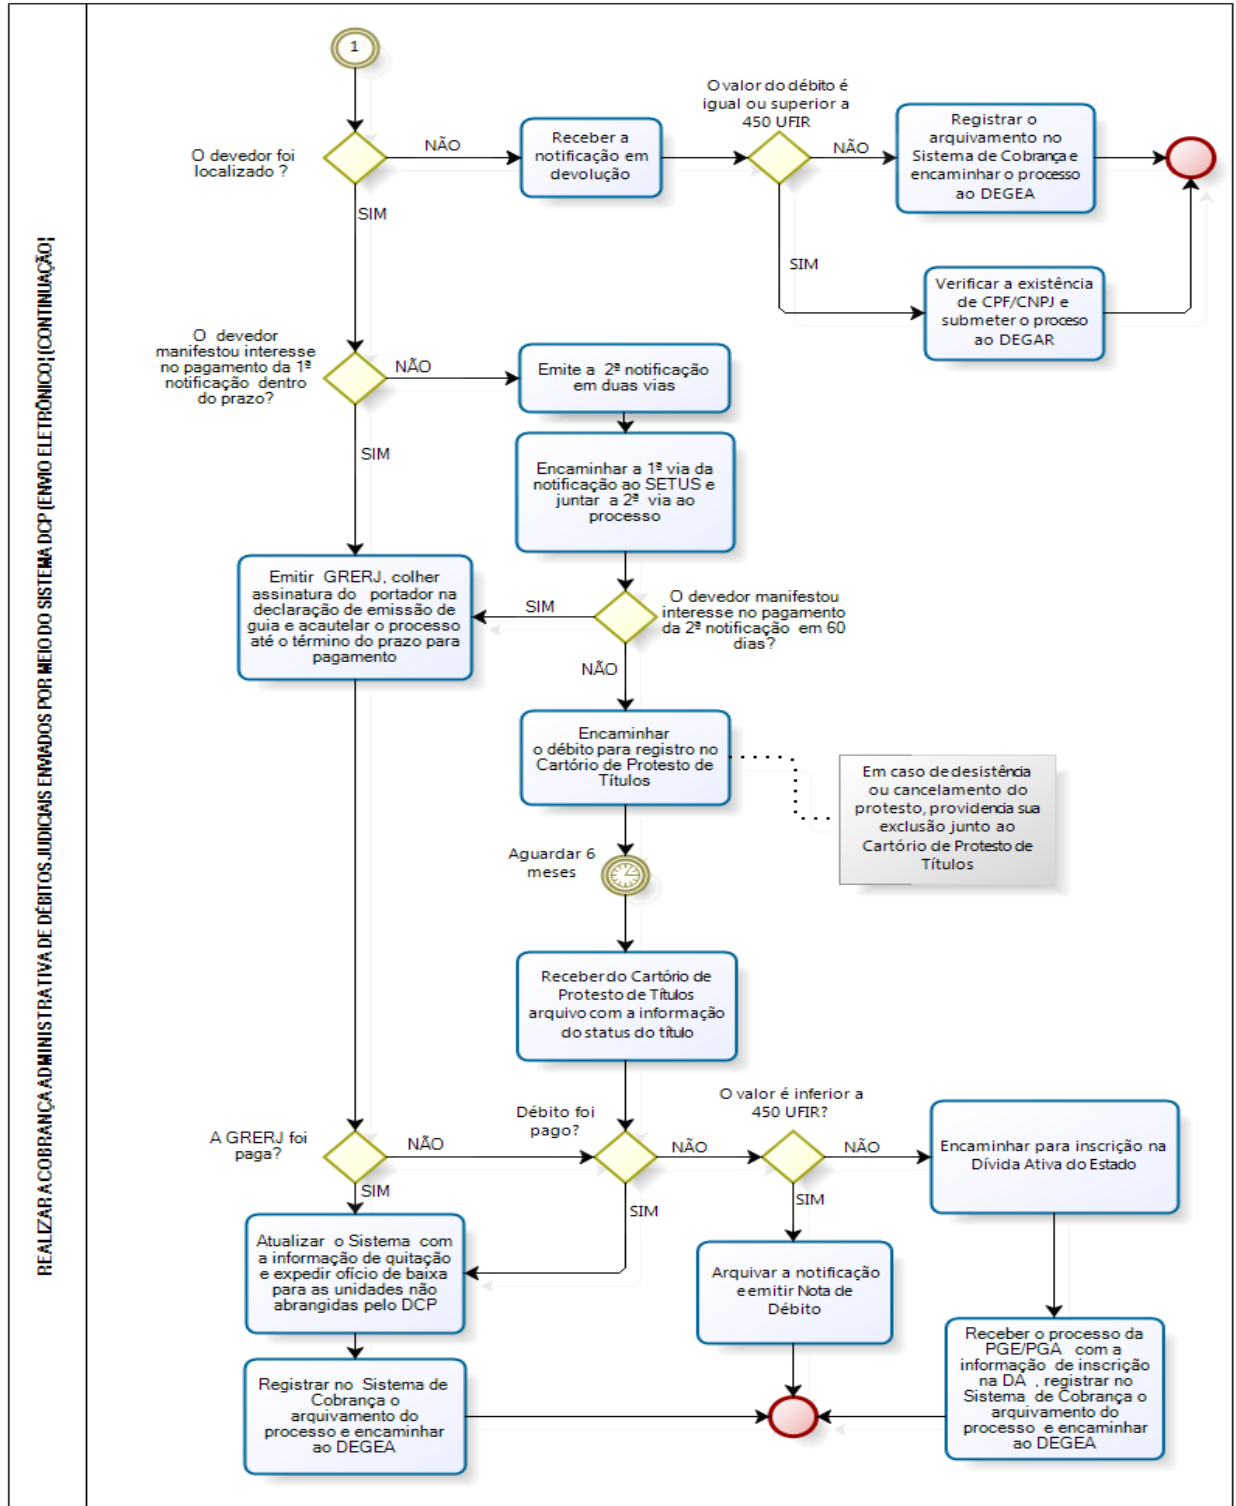 REALIZAR A COBRANÇA ADMINISTRATIVA DE DÉBITOS JUDICIAIS ENVIADOS POR MEIO DO SISTEMA DCP (ENVIO ELETRÔNICO) (CONTINUAÇÃO)
1
O devedor foi
localizado ?
NÃO
SIM
Receber a
notificação em
devolução
O valor do débito é
igual ou superior a
450 UFIR
NÃO
SIM
Registrar o
arquivamento no
Sistema de Cobrança e
encaminhar o processo
ao DEGEA
Verificar a existência
de CPF/CNPJ e
submeter o proceso
ao DEGAR
O devedor
manifestou interesse
no pagamento da 1ª
notificação dentro
do prazo?
NÃO
SIM
Emite a 2ª notificação
em duas vias
Encaminhar a 1ª via da
notificação ao SETUS e
juntar a 2ª via ao
processo
Emitir GRERJ, colher
assinatura do portador na
declaração de emissão de
guia e acautelar o processo
até o término do prazo para
pagamento
SIM
O devedor manifestou
interesse no pagamento
da 2ª notificação em 60
dias?
NÃO
Encaminhar
o débito para registro no
Cartório de Protesto de
Títulos
Em caso de desistência
ou cancelamento do
protesto, providencia sua
exclusão junto ao
Cartório de Protesto de
Títulos
Aguardar 6
meses
Receber do Cartório de
Protesto de Títulos
arquivo com a informação
do status do título
A GRERJ foi
paga?
NÃO
SIM
Débito foi
pago?
NÃO
SIM
O valor é inferior a
450 UFIR?
NÃO
SIM
Encaminhar para inscrição na
Dívida Ativa do Estado
Atualizar o Sistema com
a informação de quitação
e expedir ofício de baixa
para as unidades não
abrangidas pelo DCP
Arquivar a notificação
e emitir Nota de
Débito
Receber o processo da
PGE/PGA com a
informação de inscrição
na DA , registrar no
Sistema de Cobrança o
arquivamento do
processo e encaminhar
ao DEGEA
Registrar no Sistema de
Cobrança o
arquivamento do
processo e encaminhar
ao DEGEA